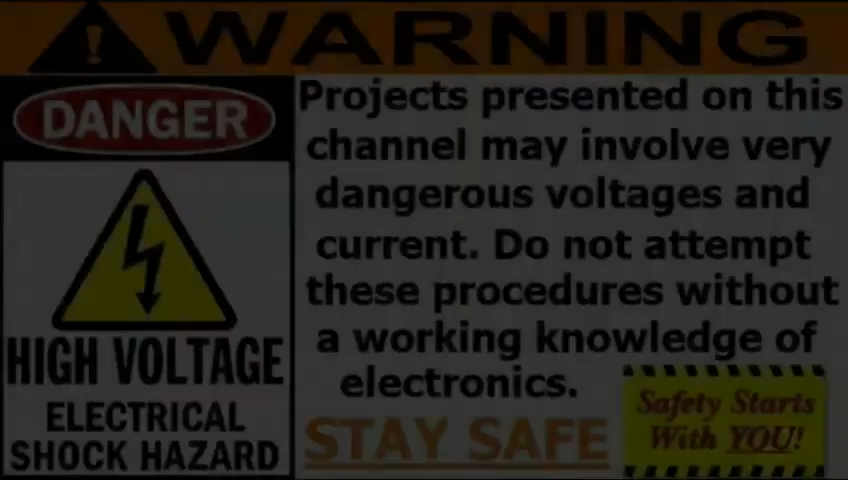 WARNING
DANGER
HIGH VOLTAGE
ELECTRICAL
SHOCK HAZARD
Projects presented on this
channel may involve very
dangerous voltages and
current. Do not attempt
these procedures without
a working knowledge of
electronics.
STAY SAFE
Safety Starts
With YOU!